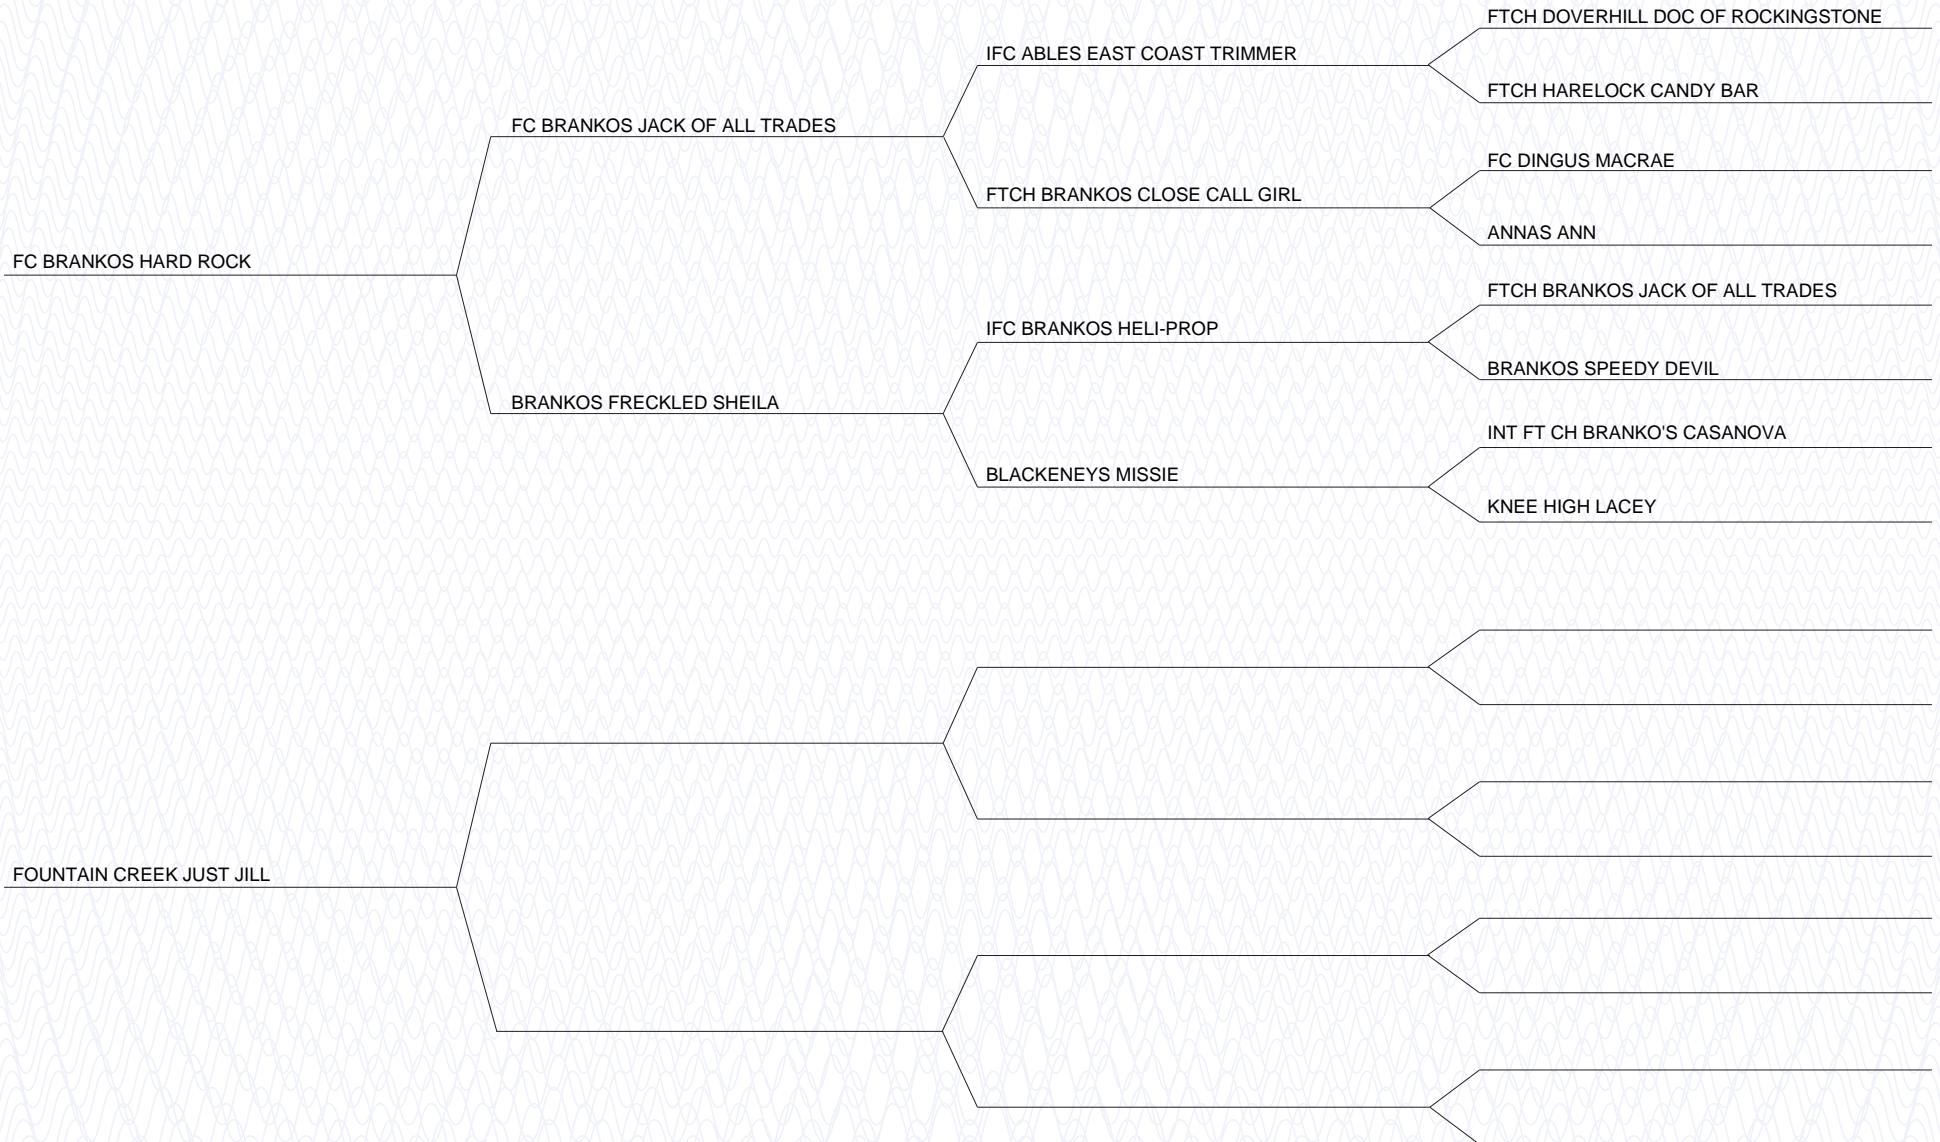 FTCH DOVERHILL DOC OF ROCKINGSTONE
IFC ABLES EAST COAST TRIMMER
FTCH HARELOCK CANDY BAR
FC BRANKOS JACK OF ALL TRADES
FC DINGUS MACRAE
FTCH BRANKOS CLOSE CALL GIRL
ANNAS ANN
FC BRANKOS HARD ROCK
FTCH BRANKOS JACK OF ALL TRADES
IFC BRANKOS HELI-PROP
BRANKOS SPEEDY DEVIL
BRANKOS FRECKLED SHEILA
INT FT CH BRANKO'S CASANOVA
BLACKENEYS MISSIE
KNEE HIGH LACEY
FOUNTAIN CREEK JUST JILL